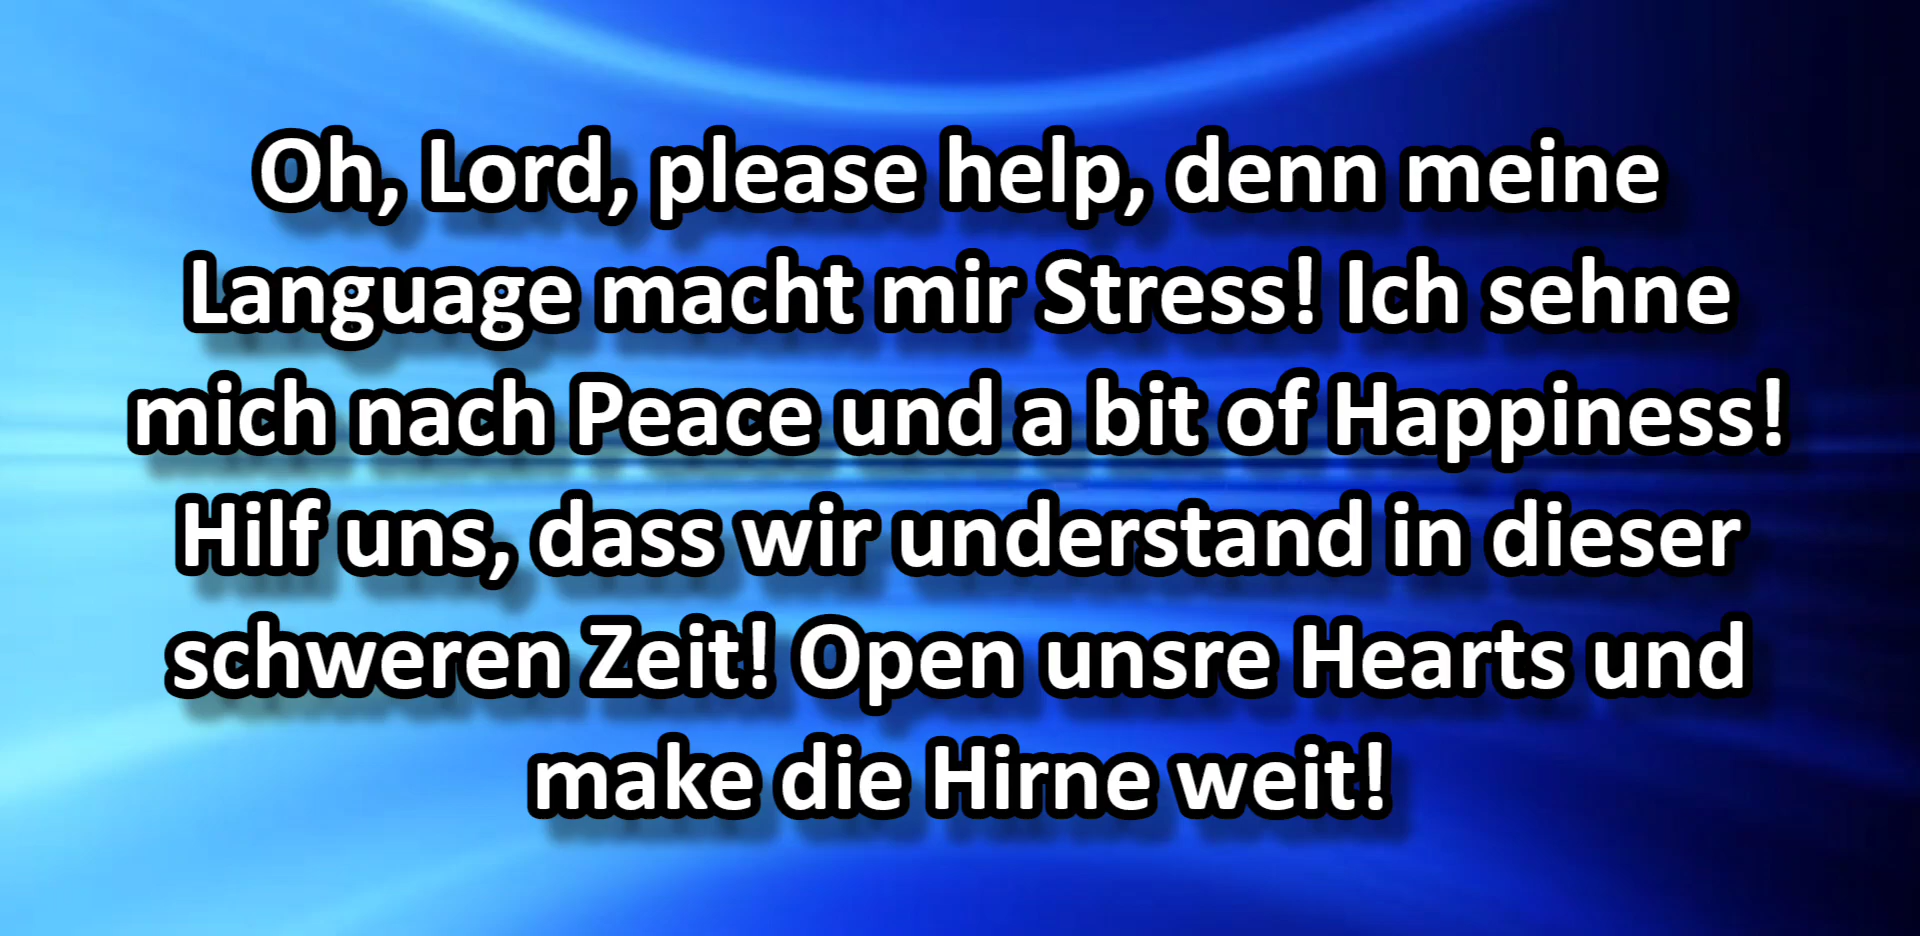 Oh, Lord, please help, denn meine
Language macht mir Stress! Ich sehne
mich nach Peace und a bit of Happiness!
Hilf uns, dass wir understand in dieser
schweren Zeit! Open unsre Hearts und
make die Hirne weit!